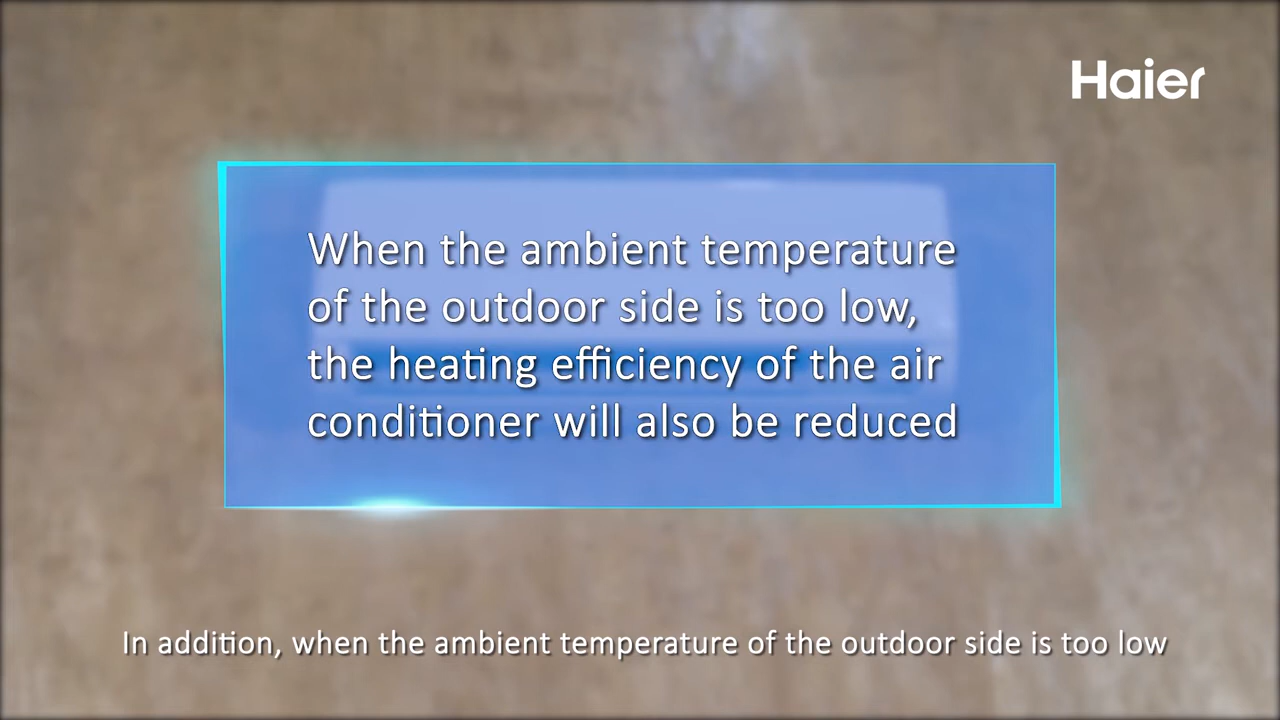 Haier
When the ambient temperature
of the outdoor side is too low,
the heating efficiency of the air
conditioner will also be reduced
In addition, when the ambient temperature of the outdoor side is too low